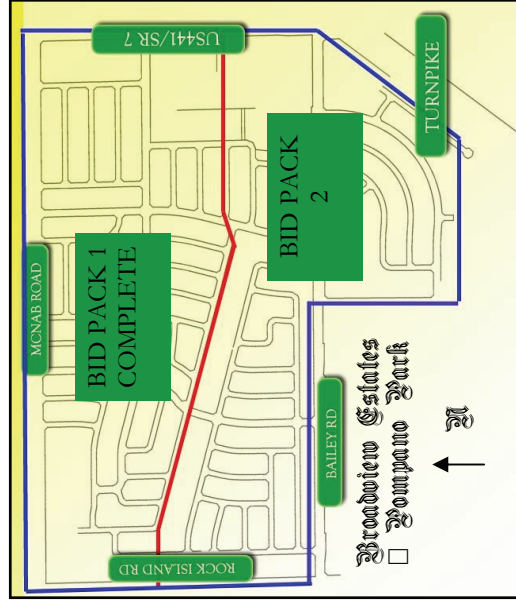 MCNAB ROAD
US441/SR 7
BID PACK 1
COMPLETE
BID PACK
2
TURNPIKE
ROCK ISLAND RD
BAILEY RD
Broadview Estates
□ Pompano Park
N